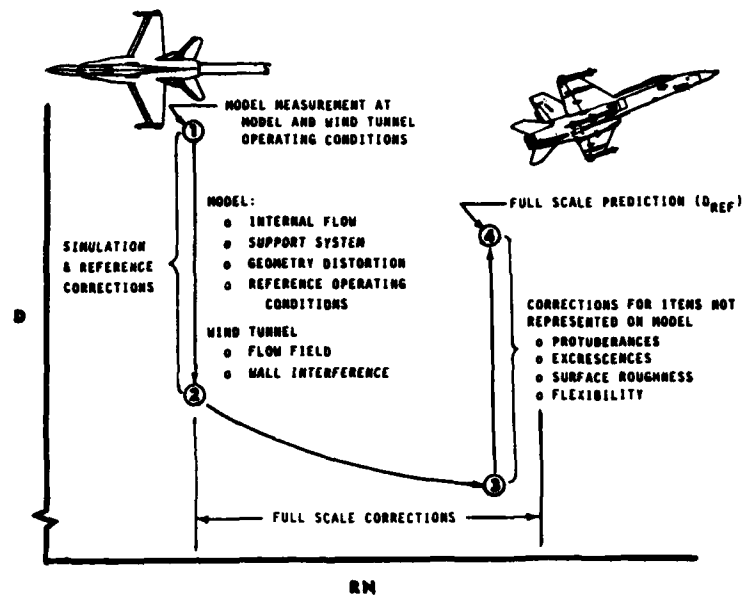 MODEL MEASUREMENT AT
MODEL AND WIND TUNNEL
OPERATING CONDITIONS
1
MODEL:
o INTERNAL FLOW
o SUPPORT SYSTEM
o GEOMETRY DISTORTION
o REFERENCE OPERATING
CONDITIONS
SIMULATION
& REFERENCE
CORRECTIONS
WIND TUNNEL
o FLOW FIELD
o WALL INTERFERENCE
2
FULL SCALE PREDICTION (D_REF)
4
CORRECTIONS FOR ITEMS NOT
REPRESENTED ON MODEL
o PROTUBERANCES
o EXCRESCENCES
o SURFACE ROUGHNESS
o FLEXIBILITY
3
D
FULL SCALE CORRECTIONS
RN